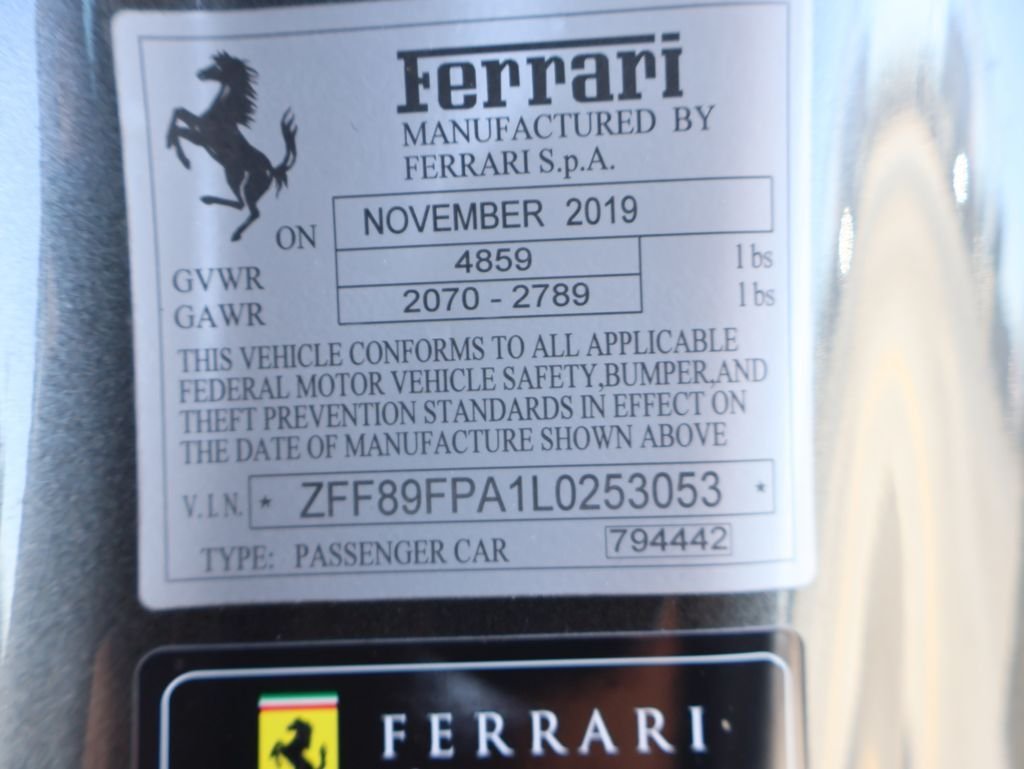 Ferrari
MANUFACTURED BY
FERRARI S.p.A.
ON NOVEMBER 2019
GVWR 4859 lbs
GAWR 2070 - 2789 lbs
THIS VEHICLE CONFORMS TO ALL APPLICABLE
FEDERAL MOTOR VEHICLE SAFETY,BUMPER,AND
THEFT PREVENTION STANDARDS IN EFFECT ON
THE DATE OF MANUFACTURE SHOWN ABOVE
V.I.N. * ZFF89FPA1L0253053 *
TYPE: PASSENGER CAR 794442
FERRARI